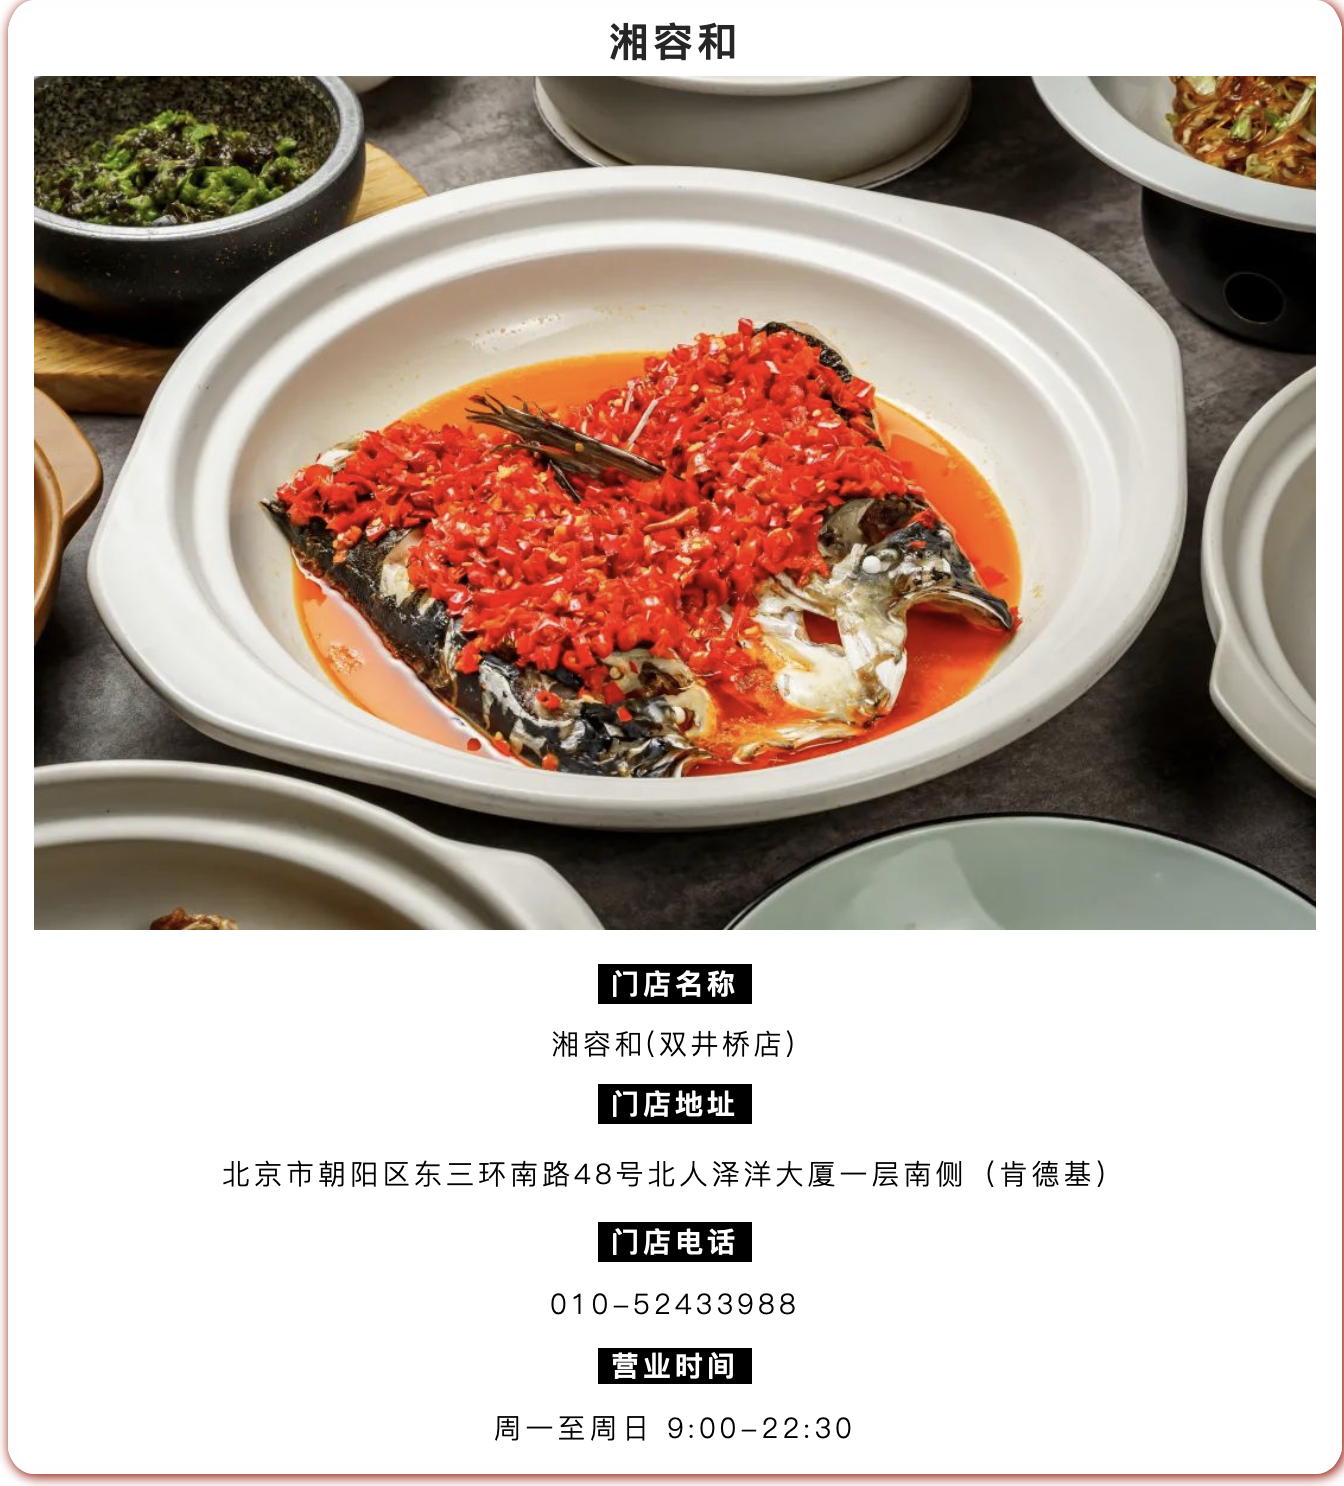 湘容和
门店名称
湘容和(双井桥店)
门店地址
北京市朝阳区东三环南路48号北人泽洋大厦一层南侧（肯德基）
门店电话
010-52433988
营业时间
周一至周日 9:00-22:30